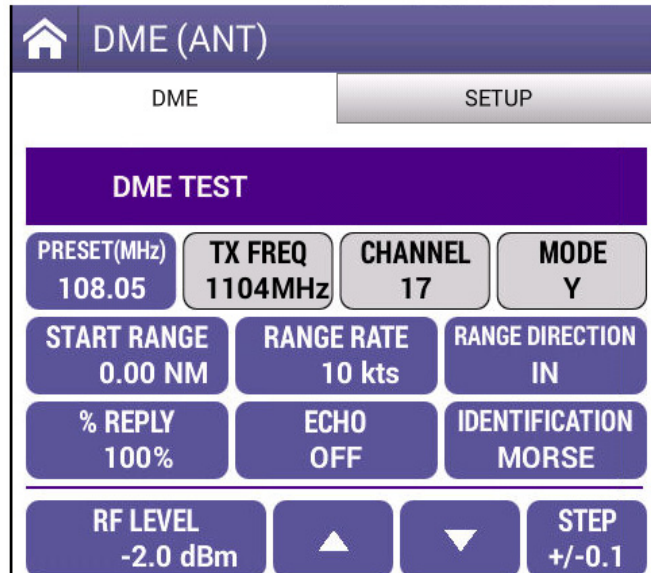 DME (ANT)
DME
SETUP
DME TEST
PRESET(MHz)
108.05
TX FREQ
1104MHz
CHANNEL
17
MODE
Y
START RANGE
0.00 NM
RANGE RATE
10 kts
RANGE DIRECTION
IN
% REPLY
100%
ECHO
OFF
IDENTIFICATION
MORSE
RF LEVEL
-2.0 dBm
STEP
+/-0.1